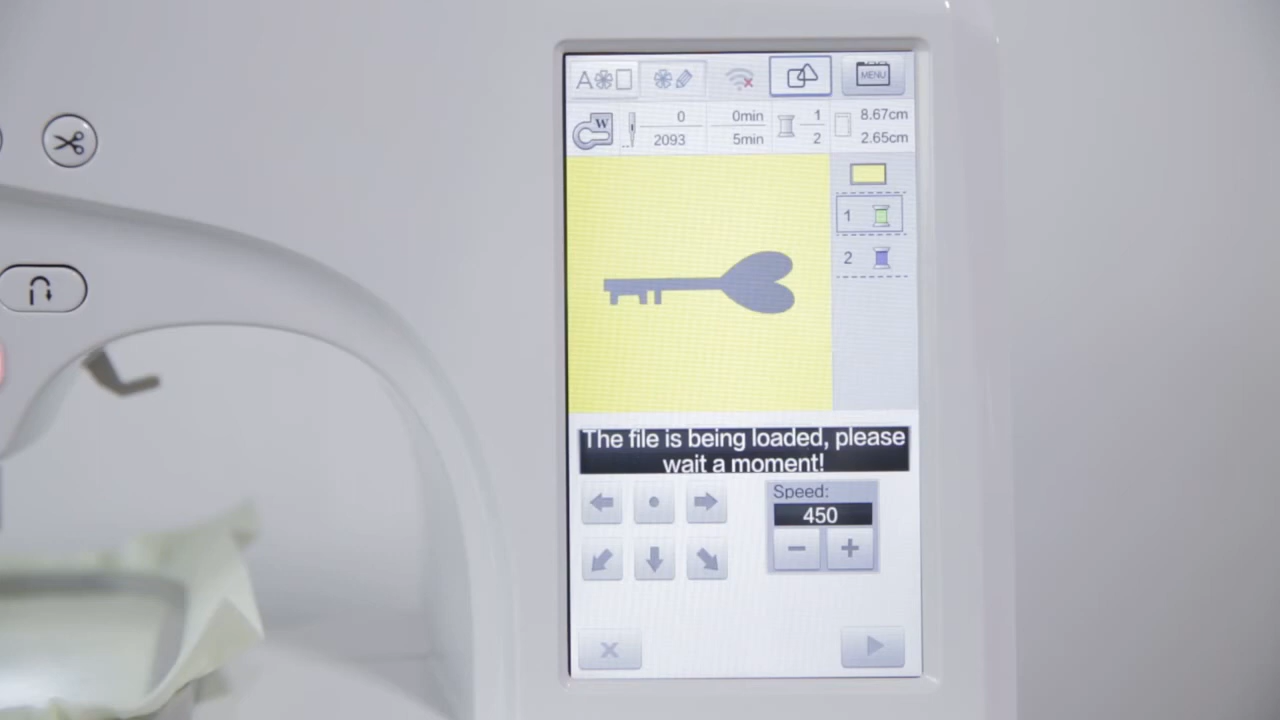 A
MENU
W
0
2093
0min
5min
1
2
8.67cm
2.65cm
1
2
The file is being loaded, please
wait a moment!
Speed:
450